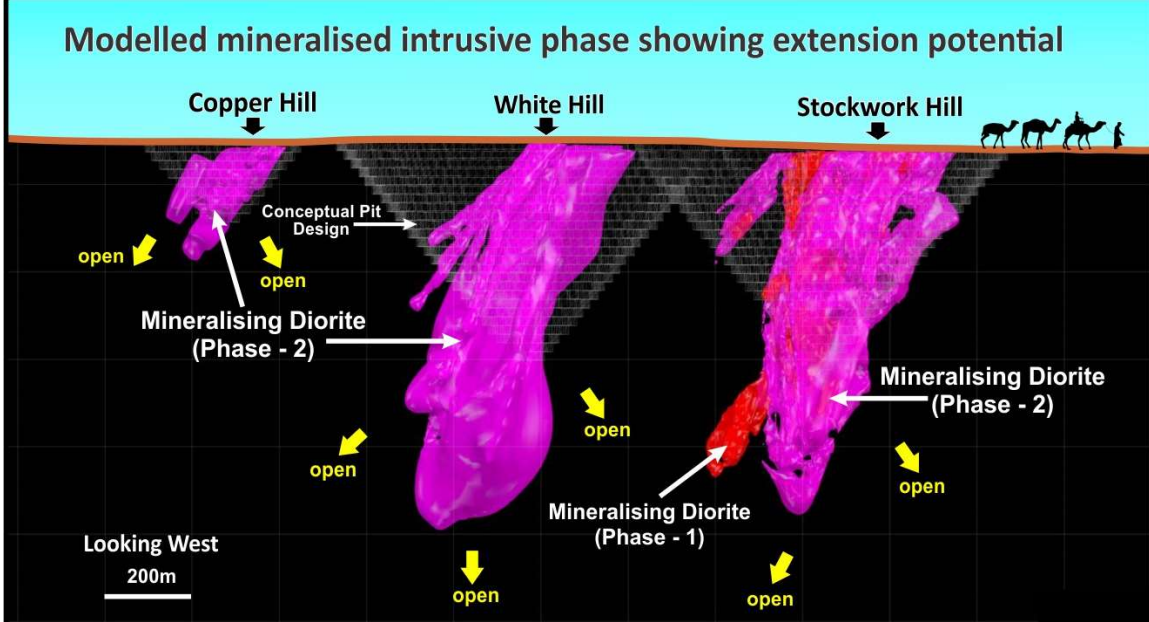 Modelled mineralised intrusive phase showing extension potential
Copper Hill
White Hill
Stockwork Hill
Conceptual Pit
Design
open
open
Mineralising Diorite
(Phase - 2)
Mineralising Diorite
(Phase - 2)
open
open
open
Mineralising Diorite
(Phase - 1)
Looking West
200m
open
open